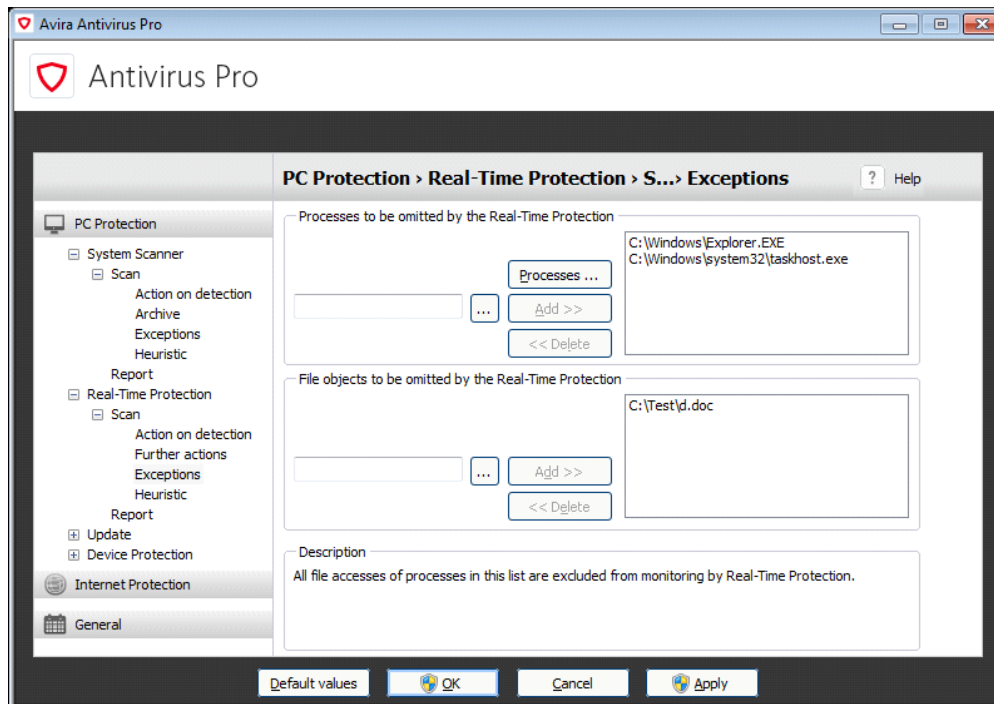 Avira Antivirus Pro
Antivirus Pro
PC Protection › Real-Time Protection › S...› Exceptions
? Help
PC Protection
System Scanner
Scan
Action on detection
Archive
Exceptions
Heuristic
Report
Real-Time Protection
Scan
Action on detection
Further actions
Exceptions
Heuristic
Report
Update
Device Protection
Internet Protection
General
Processes to be omitted by the Real-Time Protection
Processes ...
...
Add >>
<< Delete
C:\Windows\Explorer.EXE
C:\Windows\system32\taskhost.exe
File objects to be omitted by the Real-Time Protection
...
Add >>
<< Delete
C:\Test\d.doc
Description
All file accesses of processes in this list are excluded from monitoring by Real-Time Protection.
Default values
OK
Cancel
Apply